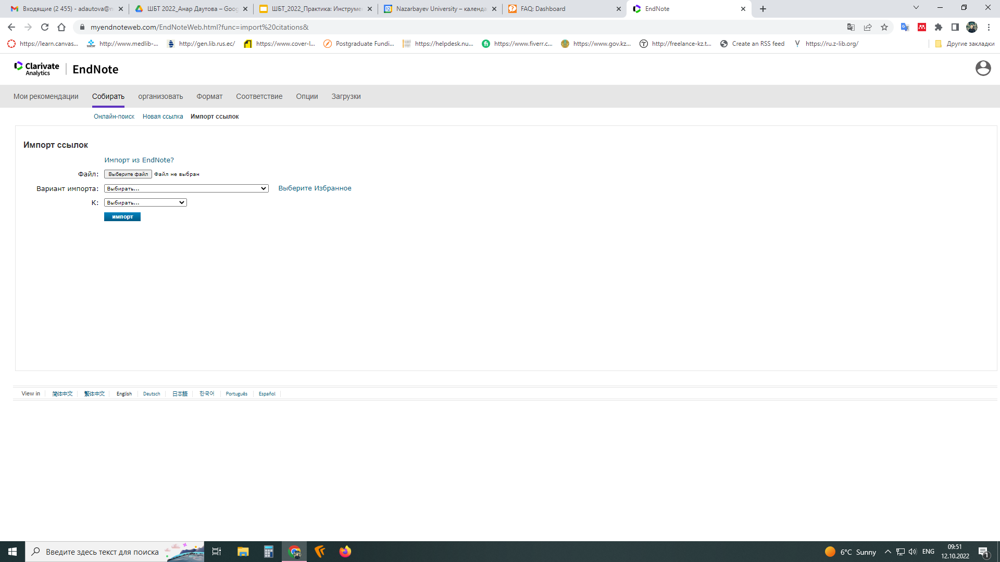 Входящие (2 455) - adautova@n
ШБТ 2022_Анар Даутова – Goog
ШБТ_2022_Практика: Инструмен
Nazarbayev University – календа
FAQ: Dashboard
EndNote
myendnoteweb.com/EndNoteWeb.html?func=import%20citations&
https://learn.canvas...
http://www.medlib-...
http://gen.lib.rus.ec/
https://www.cover-l...
Postgraduate Fundi...
https://helpdesk.nu...
https://www.fiverr.c...
https://www.gov.kz...
http://freelance-kz.t...
Create an RSS feed
https://ru.z-lib.org/
Другие закладки
Clarivate
Analytics
EndNote
Мои рекомендации
Собирать
организовать
Формат
Соответствие
Опции
Загрузки
Онлайн-поиск
Новая ссылка
Импорт ссылок
Импорт ссылок
Импорт из EndNote?
Файл: Выберите файл Файл не выбран
Вариант импорта: Выбирать... Выберите Избранное
К: Выбирать...
импорт
View in
简体中文
繁体中文
English
Deutsch
日本語
한국어
Português
Español
Введите здесь текст для поиска
6°C Sunny
ENG
09:51
12.10.2022
1